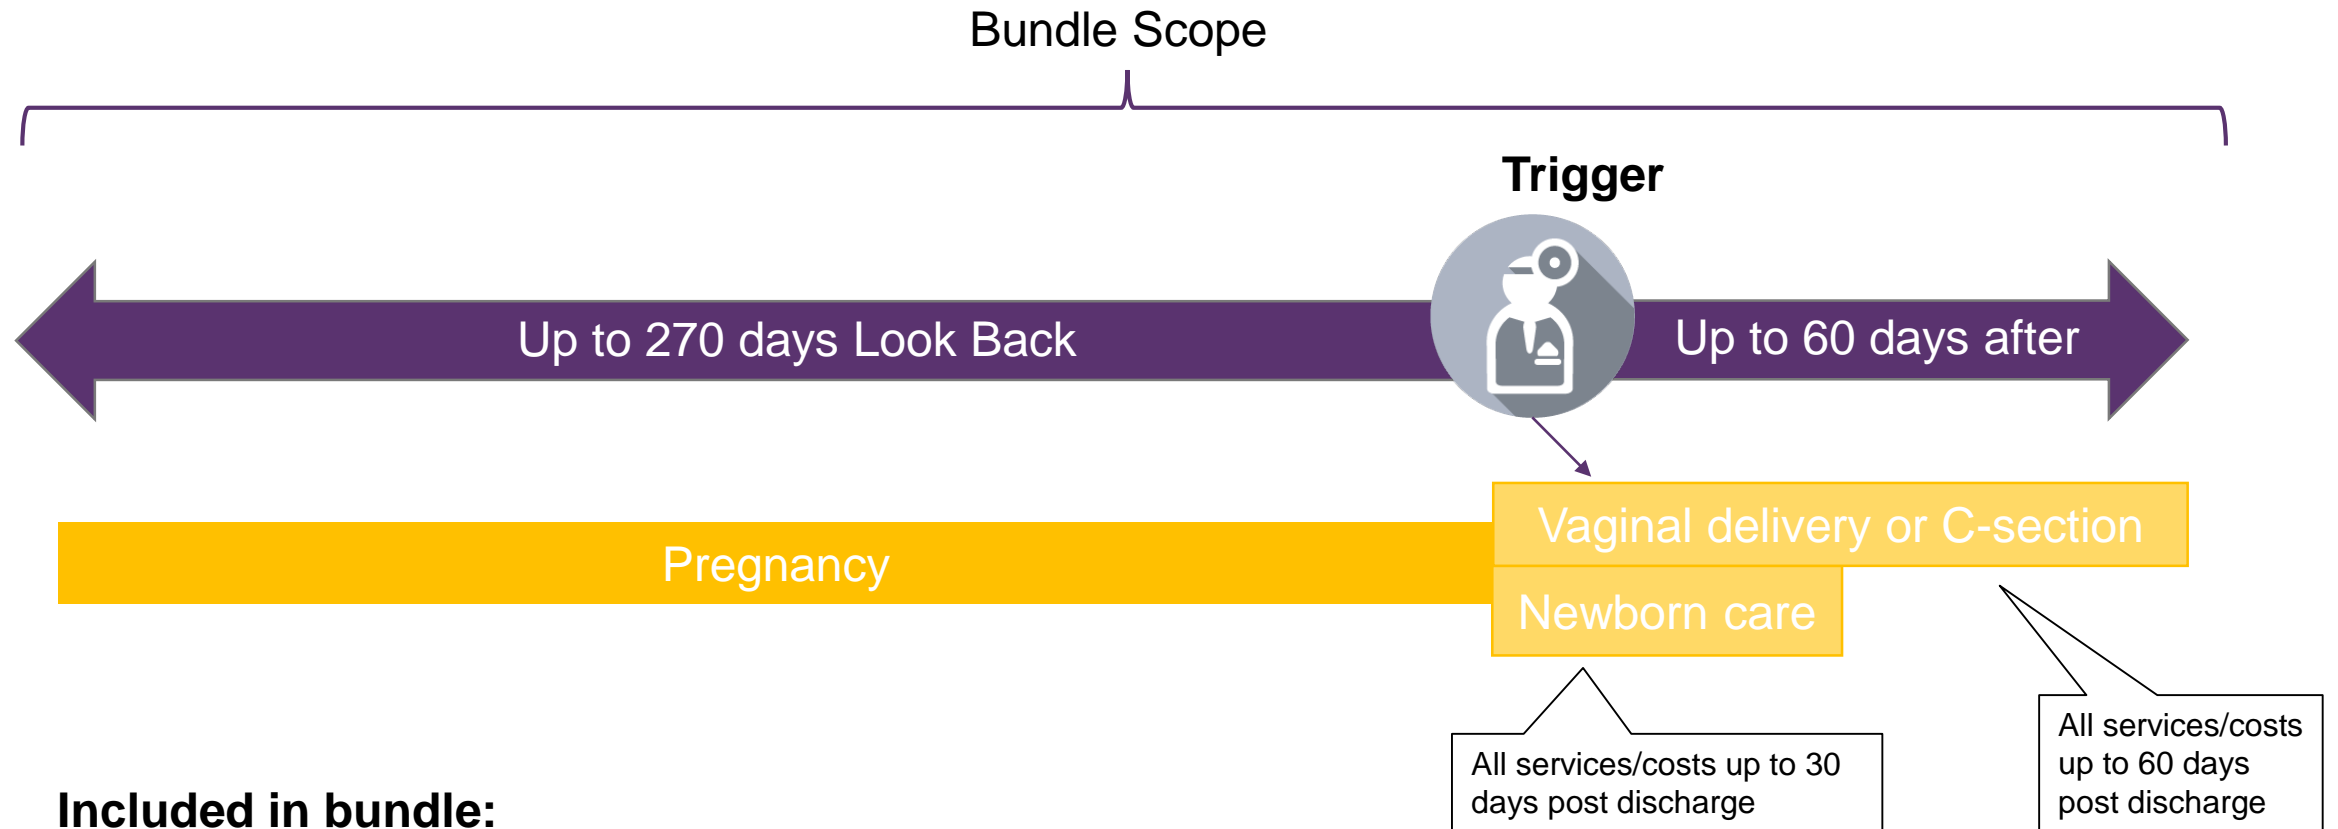 Bundle Scope
Trigger
Up to 270 days Look Back
Up to 60 days after
Vaginal delivery or C-section
Pregnancy
Newborn care
All services/costs up to 30
days post discharge
All services/costs
up to 60 days
post discharge
Included in bundle: